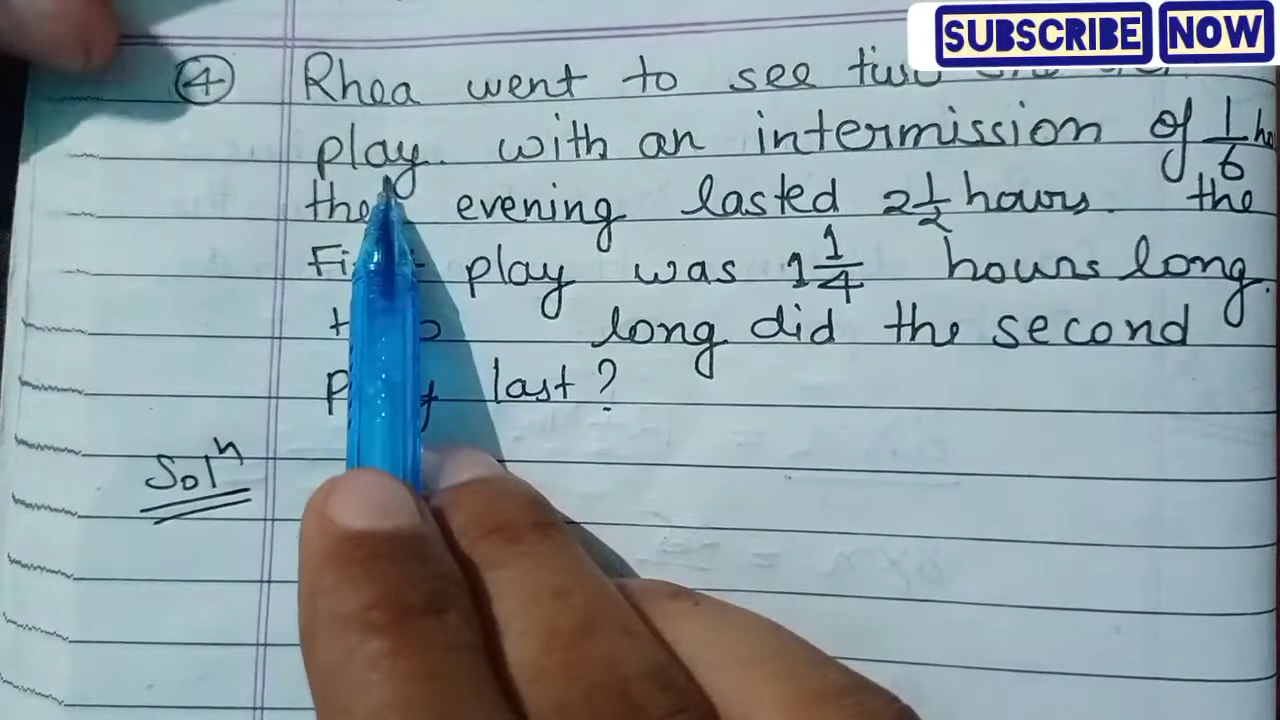 SUBSCRIBE NOW
4 Rhea went to see
play. with an intermission of 1/6
the evening lasted 2 1/2 hours. the
play was 1 1/4 hours long.
long did the second
last?
Solⁿ